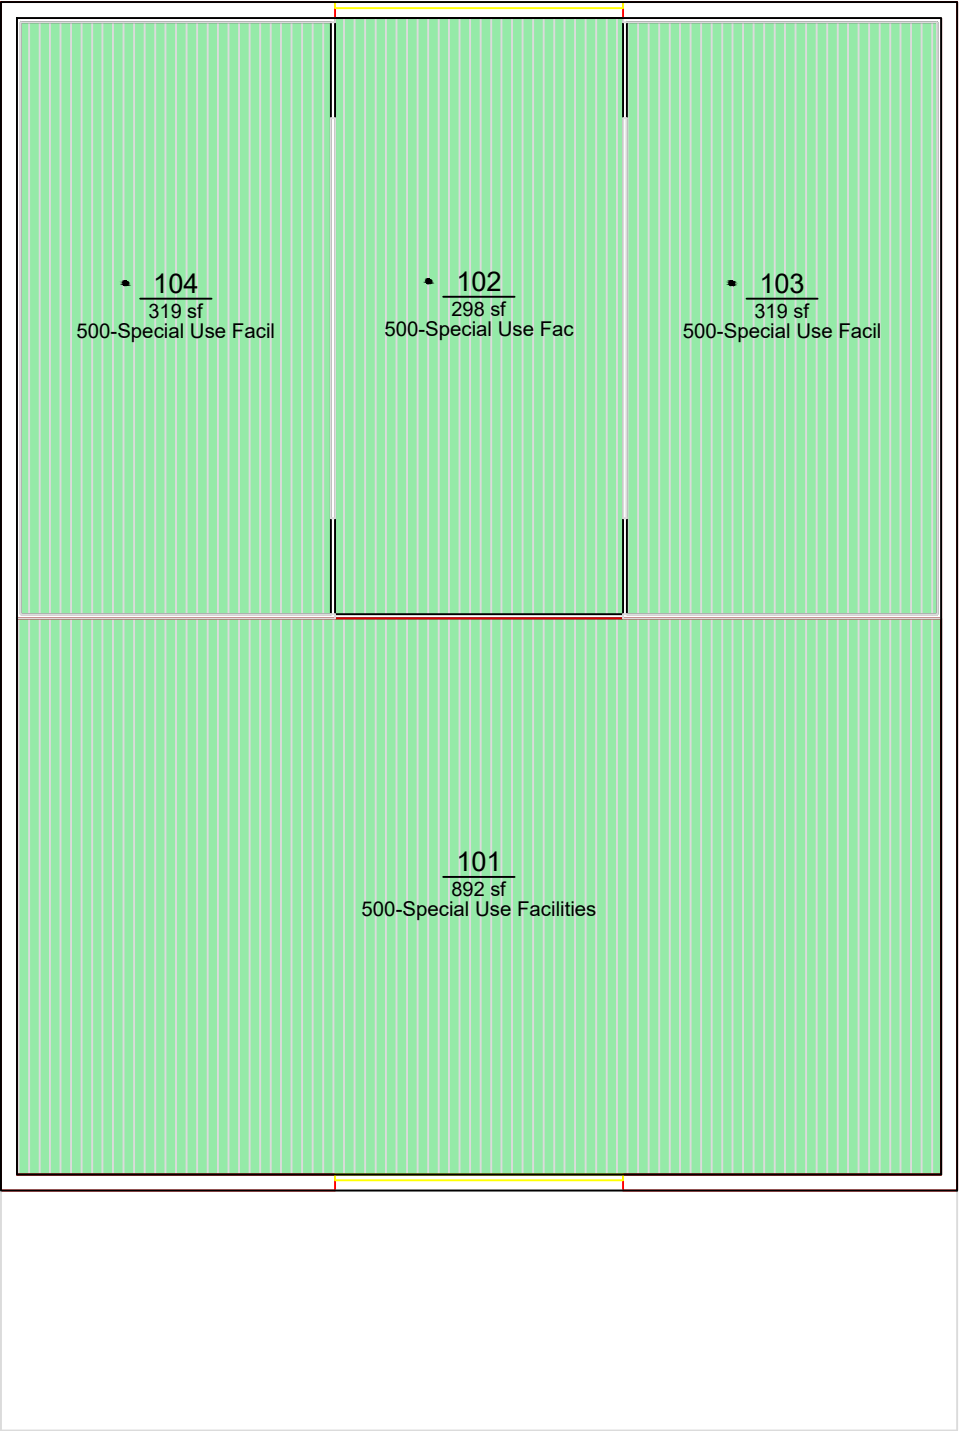 104
319 sf
500-Special Use Facil
102
298 sf
500-Special Use Fac
103
319 sf
500-Special Use Facil
101
892 sf
500-Special Use Facilities